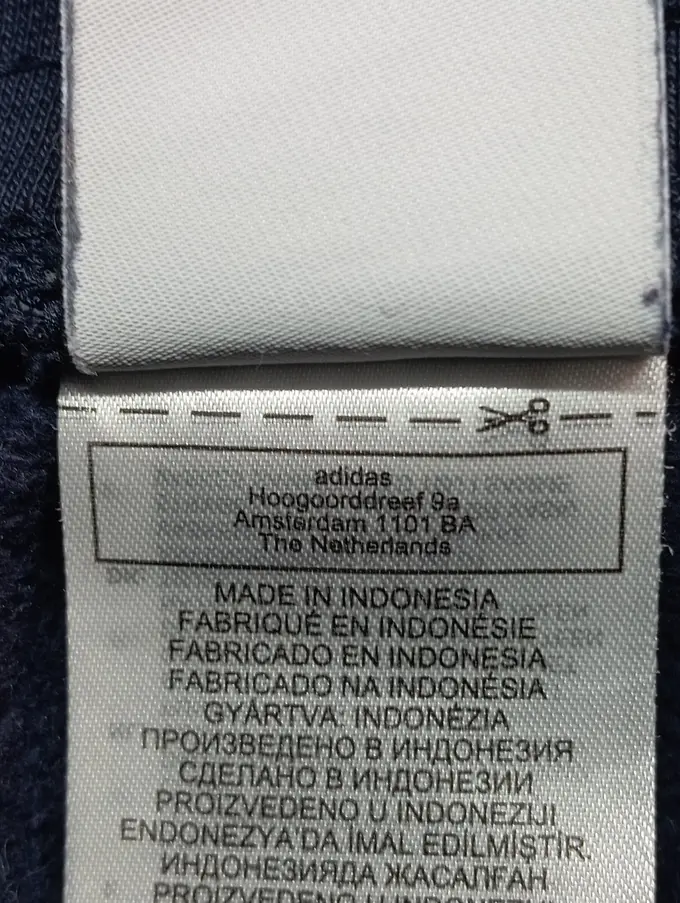 adidas
Hoogoorddreef 9a
Amsterdam 1101 BA
The Netherlands
MADE IN INDONESIA
FABRIQUÉ EN INDONÉSIE
FABRICADO EN INDONESIA
FABRICADO NA INDONÉSIA
GYÁRTVA: INDONÉZIA
ПРОИЗВЕДЕНО В ИНДОНЕЗИЯ
СДЕЛАНО В ИНДОНЕЗИИ
PROIZVEDENO U INDONEZIJI
ENDONEZYA'DA İMAL EDİLMİŞTİR.
ИНДОНЕЗИЯДА ЖАСАЛҒАН
PROIZVEDENO U